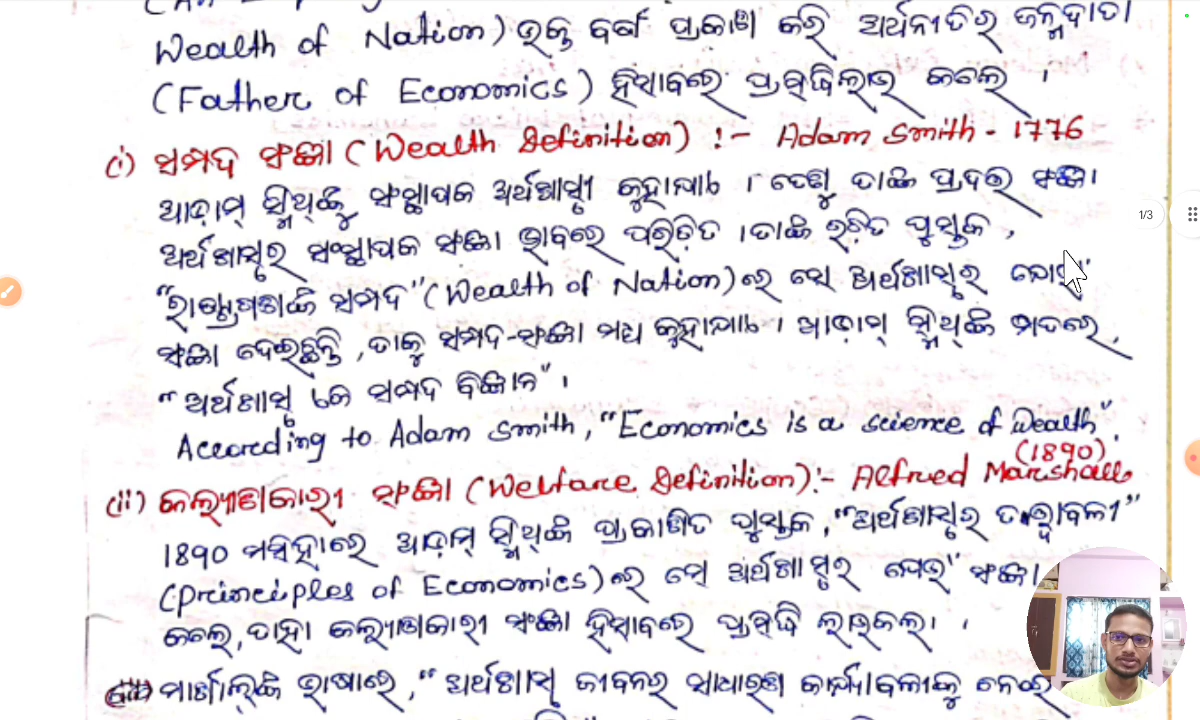 Wealth of Nation) ଉକ୍ତ ବର୍ଷ ପ୍ରକାଶ କରି ଅର୍ଥନୀତିର ଜନ୍ମଦାତା
(Father of Economics) ହିସାବରେ ପ୍ରସିଦ୍ଧିଲାଭ କଲେ ।
(i) ସମ୍ପଦ ସଂଜ୍ଞା (Wealth Definition) :- Adam Smith - 1776
ଆଡାମ୍ ସ୍ମିଥ୍‌ଙ୍କୁ ସଂସ୍ଥାପକ ଅର୍ଥଶାସ୍ତ୍ରୀ କୁହାଯାଏ । ତେଣୁ ତାଙ୍କ ପ୍ରଦତ୍ତ ସଂଜ୍ଞା
ଅର୍ଥଶାସ୍ତ୍ରର ସଂସ୍ଥାପକ ସଂଜ୍ଞା ଭାବରେ ପରିଚିତ । ତାଙ୍କ ରଚିତ ପୁସ୍ତକ,
"ରାଷ୍ଟ୍ରଗୁଡ଼ିକ ସମ୍ପଦ" (Wealth of Nation) ରେ ସେ ଅର୍ଥଶାସ୍ତ୍ରର ଯେଉଁ
ସଂଜ୍ଞା ଦେଇଛନ୍ତି, ତାକୁ ସମ୍ପଦ-ସଂଜ୍ଞା ମଧ୍ୟ କୁହାଯାଏ । ଆଡାମ୍ ସ୍ମିଥ୍‌ଙ୍କ ମତରେ,
"ଅର୍ଥଶାସ୍ତ୍ର ଏକ ସମ୍ପଦ ବିଜ୍ଞାନ" ।
According to Adam Smith, "Economics is a science of Wealth".
(1890)
(ii) କଲ୍ୟାଣକାରୀ ସଂଜ୍ଞା (Welfare Definition) :- Alfred Marshall
1890 ମସିହାରେ ଆଡାମ୍ ସ୍ମିଥ୍‌ଙ୍କ ପ୍ରକାଶିତ ପୁସ୍ତକ, "ଅର୍ଥଶାସ୍ତ୍ରର ତତ୍ତ୍ଵାବଳୀ"
(Principles of Economics) ରେ ସେ ଅର୍ଥଶାସ୍ତ୍ରର ଯେଉଁ ସଂଜ୍ଞା
କଲେ, ତାହା କଲ୍ୟାଣକାରୀ ସଂଜ୍ଞା ହିସାବରେ ପ୍ରସିଦ୍ଧି ଲାଭକଲା ।
ମାର୍ଶାଲ୍‌ଙ୍କ ଭାଷାରେ, "ଅର୍ଥଶାସ୍ତ୍ର ଜୀବନର ସାଧାରଣ କାର୍ଯ୍ୟାବଳୀକୁ ନେଇ
1/3